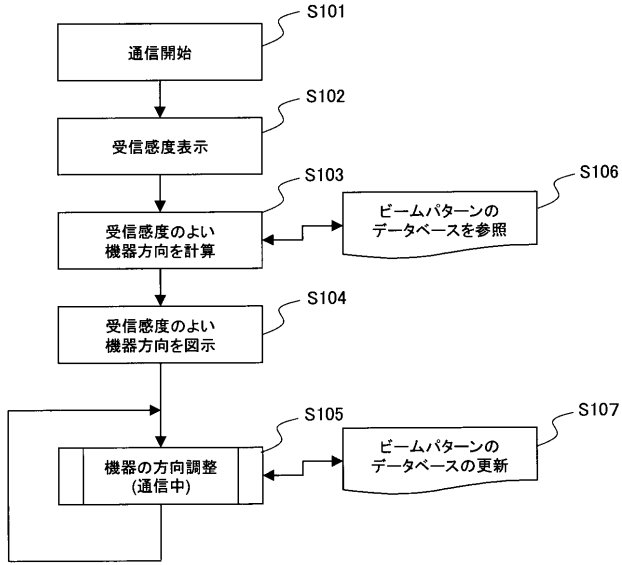 通信開始
S101
受信感度表示
S102
受信感度のよい
機器方向を計算
S103
ビームパターンの
データベースを参照
S106
受信感度のよい
機器方向を図示
S104
機器の方向調整
(通信中)
S105
ビームパターンの
データベースの更新
S107